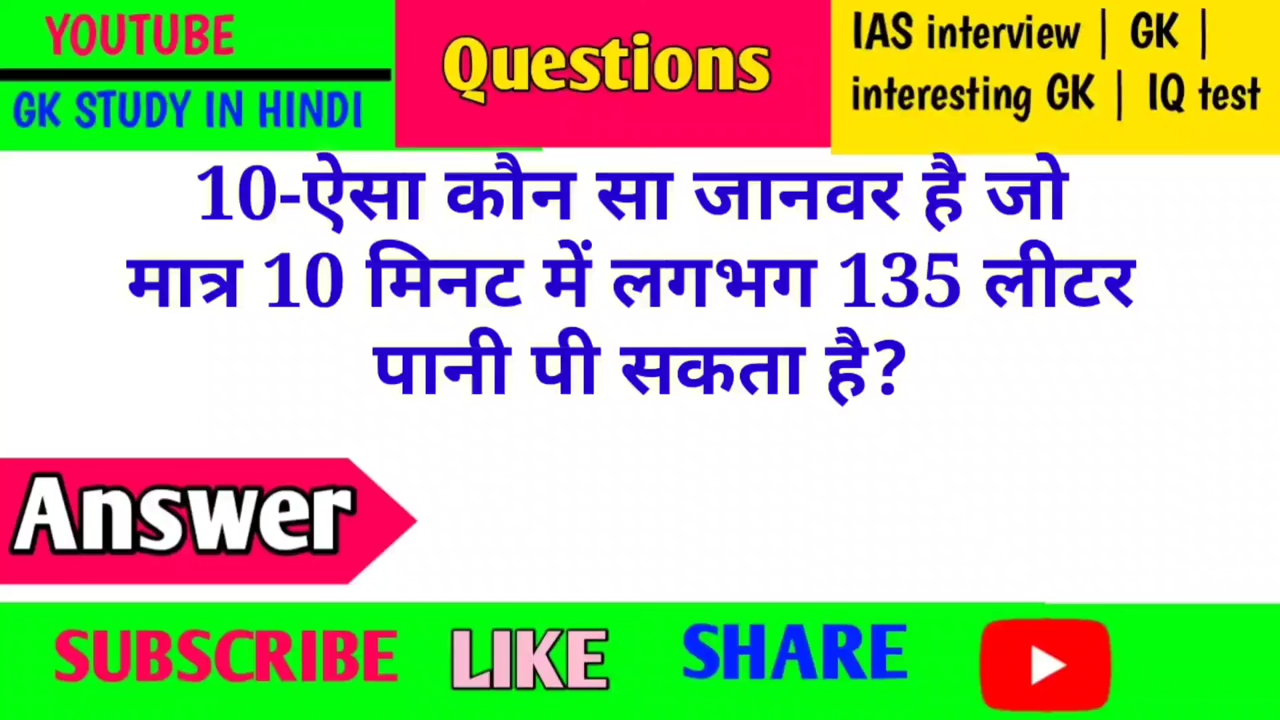 YOUTUBE
GK STUDY IN HINDI
Questions
IAS interview | GK |
interesting GK | IQ test
10-ऐसा कौन सा जानवर है जो
मात्र 10 मिनट में लगभग 135 लीटर
पानी पी सकता है?
Answer
SUBSCRIBE LIKE SHARE